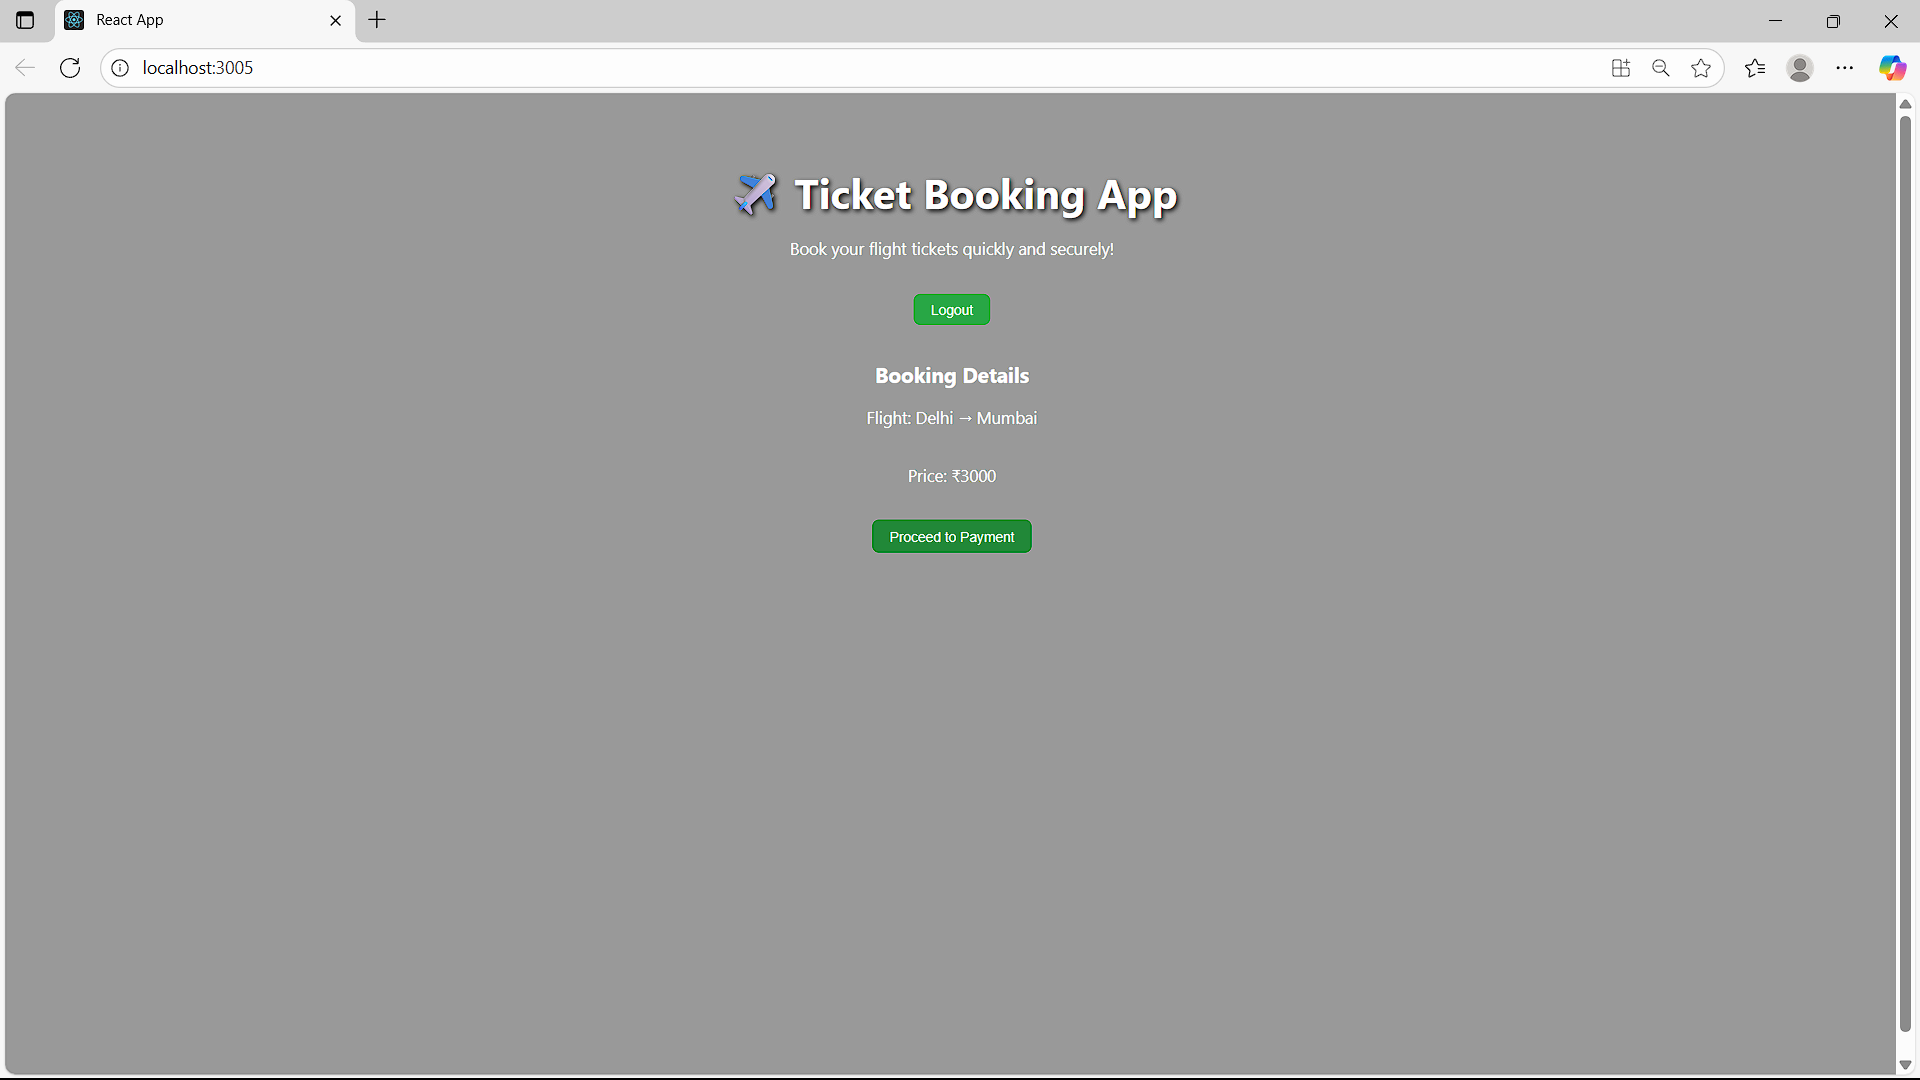 React App
localhost:3005
Ticket Booking App
Book your flight tickets quickly and securely!
Logout
Booking Details
Flight: Delhi → Mumbai
Price: ₹3000
Proceed to Payment